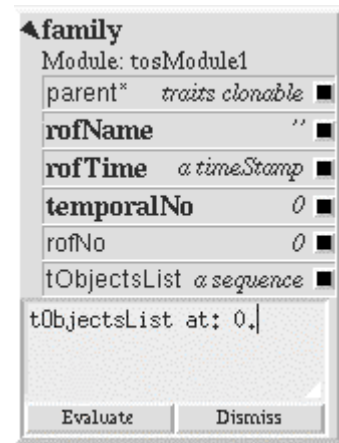 family
Module: tosModule1
parent* traits clonable
rofName ''
rofTime a timeStamp
temporalNo 0
rofNo 0
tObjectsList a sequence
tObjectsList at: 0.
Evaluate Dismiss